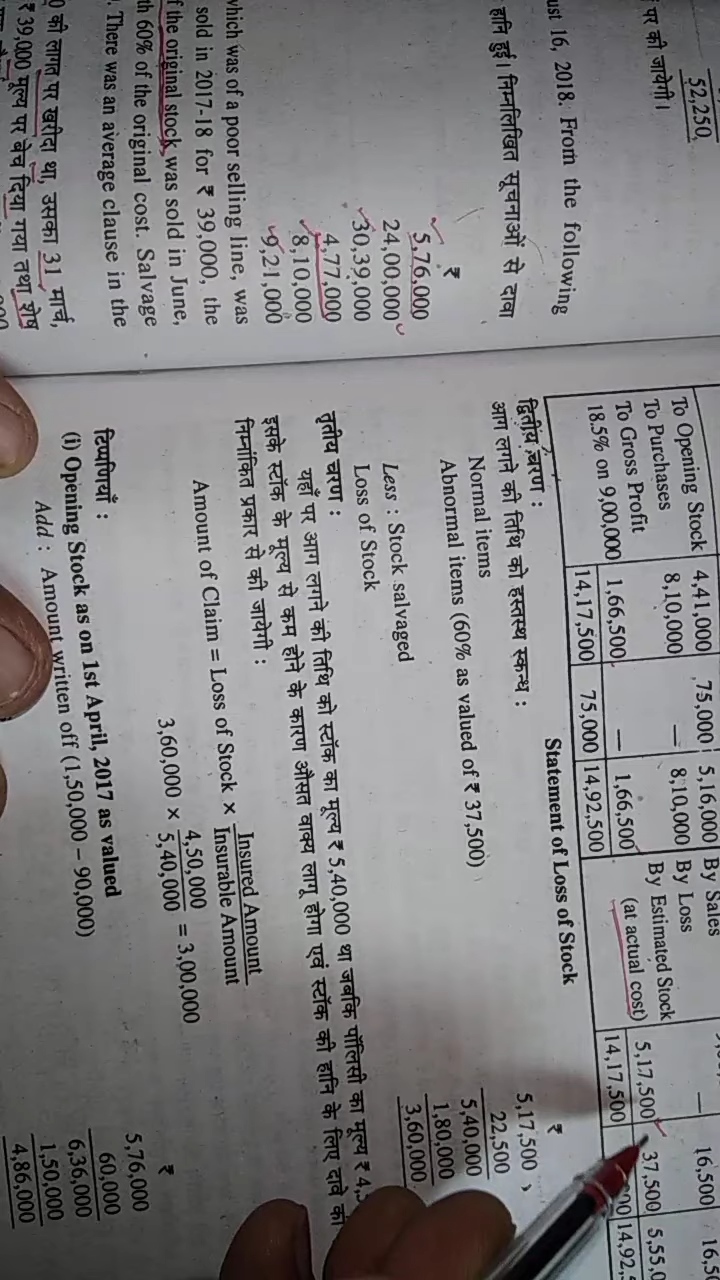 52,250
पर की जायेगी।
ust 16, 2018. From the following
हानि हुई। निम्नलिखित सूचनाओं से दावा
₹
5,76,000
24,00,000
30,39,000
4,77,000
8,10,000
9,21,000
which was of a poor selling line, was
sold in 2017-18 for ₹ 39,000, the
f the original stock was sold in June,
th 60% of the original cost. Salvage
. There was an average clause in the
की लागत पर खरीदा था, उसका 31 मार्च,
₹ 39,000 मूल्य पर बेच दिया गया तथा शेष
To Opening Stock 4,41,000 75,000 5,16,000 By Sales
To Purchases 8,10,000 — 8,10,000 By Loss — 16,500 16,5
To Gross Profit By Estimated Stock
18.5% on 9,00,000 1,66,500 — 1,66,500 (at actual cost) 5,17,500 37,500 5,55,0
14,17,500 75,000 14,92,500 14,17,500 00 14,92,
द्वितीय चरण :
Statement of Loss of Stock
आग लगने की तिथि को हस्तस्थ स्कन्ध :
₹
Normal items 5,17,500
Abnormal items (60% as valued of ₹ 37,500) 22,500
5,40,000
Less : Stock salvaged 1,80,000
Loss of Stock 3,60,000
तृतीय चरण :
यहाँ पर आग लगने की तिथि को स्टॉक का मूल्य ₹ 5,40,000 था जबकि पॉलिसी का मूल्य ₹ 4,5
इसके स्टॉक के मूल्य से कम होने के कारण औसत वाक्य लागू होगा एवं स्टॉक की हानि के लिए दावे की
निम्नांकित प्रकार से की जायेगी :
Amount of Claim = Loss of Stock × Insured Amount / Insurable Amount
3,60,000 × 4,50,000 / 5,40,000 = 3,00,000
टिप्पणियाँ :
₹
(i) Opening Stock as on 1st April, 2017 as valued 5,76,000
Add : Amount written off (1,50,000 – 90,000) 60,000
6,36,000
1,50,000
4,86,000